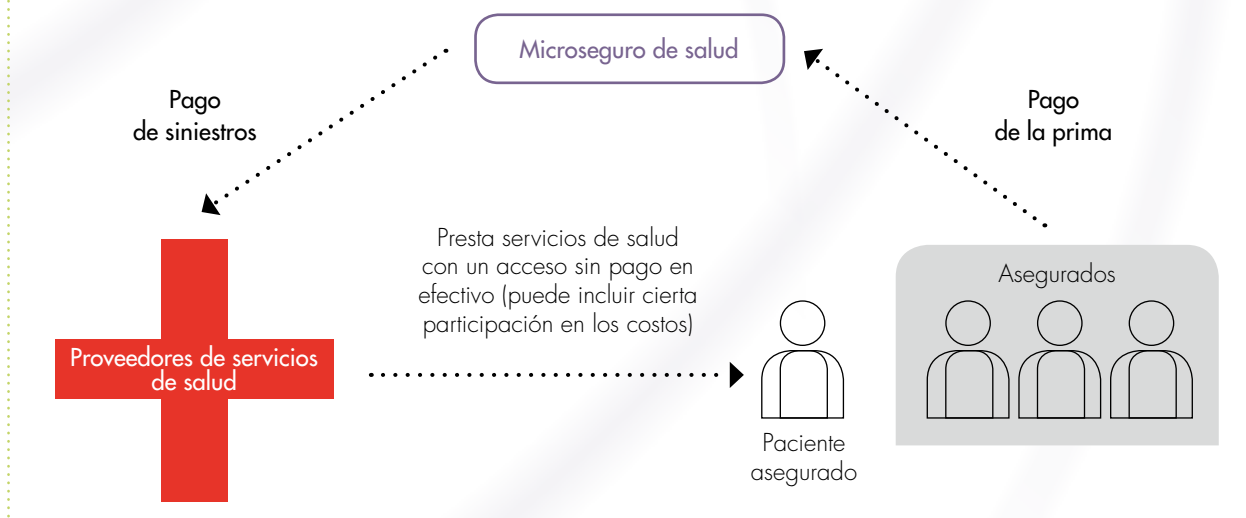 Microseguro de salud
Pago
de siniestros
Pago
de la prima
Presta servicios de salud
con un acceso sin pago en
efectivo (puede incluir cierta
participación en los costos)
Asegurados
Proveedores de servicios
de salud
Paciente
asegurado